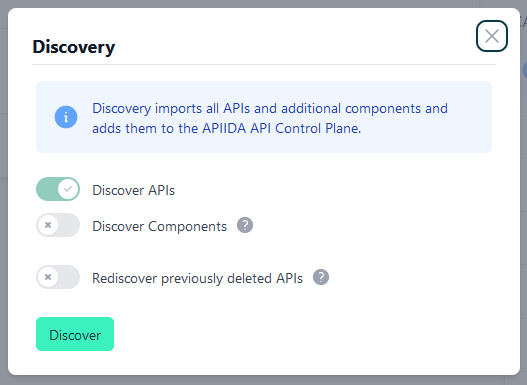 Discovery
Discovery imports all APIs and additional components and
adds them to the APIIDA API Control Plane.
Discover APIs
Discover Components ?
Rediscover previously deleted APIs ?
Discover